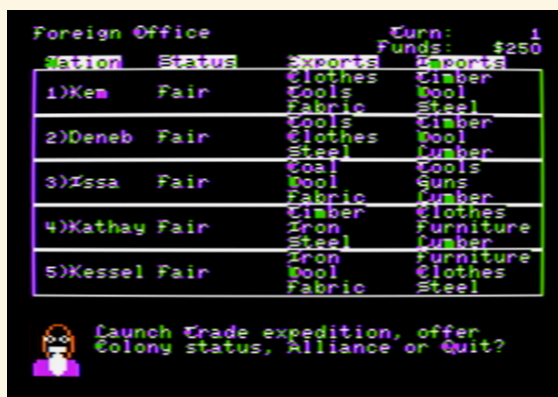 Foreign Office Turn: 1
Funds: $250
Nation Status Exports Imports
Clothes Timber
1)Kem Fair Tools Wool
Fabric Steel
Tools Timber
2)Deneb Fair Clothes Wool
Steel Lumber
Coal Tools
3)Issa Fair Wool Guns
Fabric Lumber
Timber Clothes
4)Kathay Fair Iron Furniture
Steel Lumber
Iron Furniture
5)Kessel Fair Wool Clothes
Fabric Steel
Launch Trade expedition, offer
Colony status, Alliance or Quit?